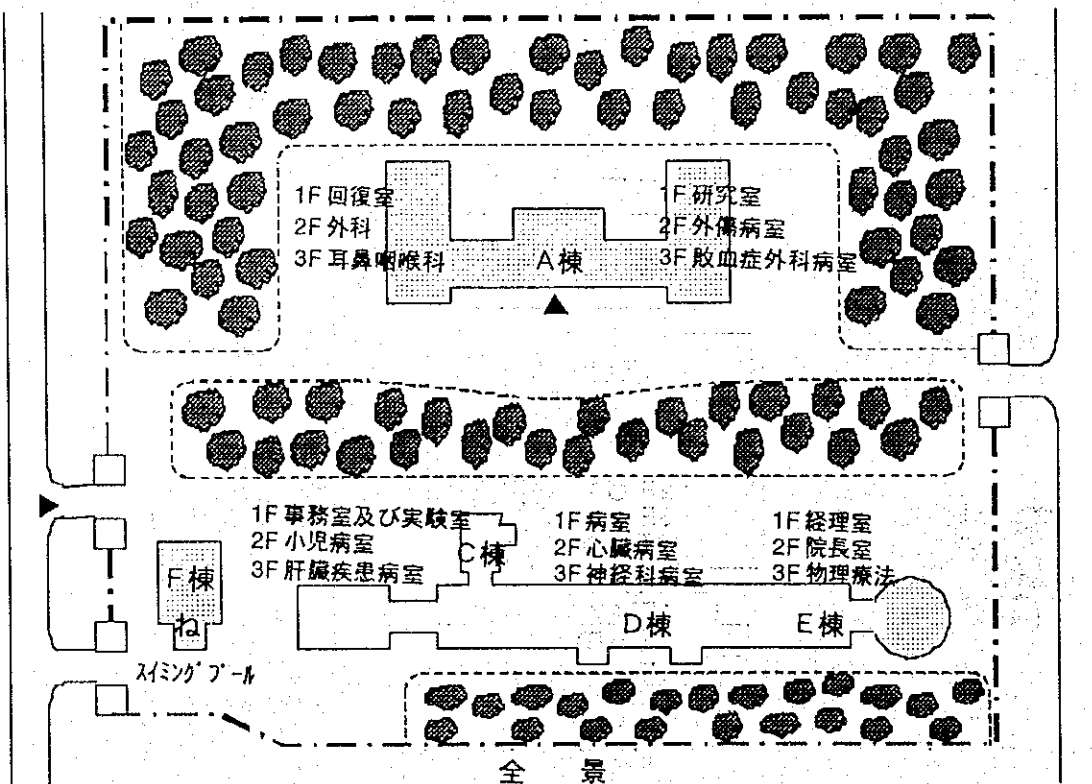 1F 回復室
2F 外科
3F 耳鼻咽喉科
A棟
1F 研究室
2F 外傷病室
3F 敗血症外科病室
1F 事務室及び実験室
2F 小児病室
3F 肝臓疾患病室
C棟
1F 病室
2F 心臓病室
3F 神経科病室
1F 経理室
2F 院長室
3F 物理療法
F棟
ね
D棟
E棟
スイミングプール
全景